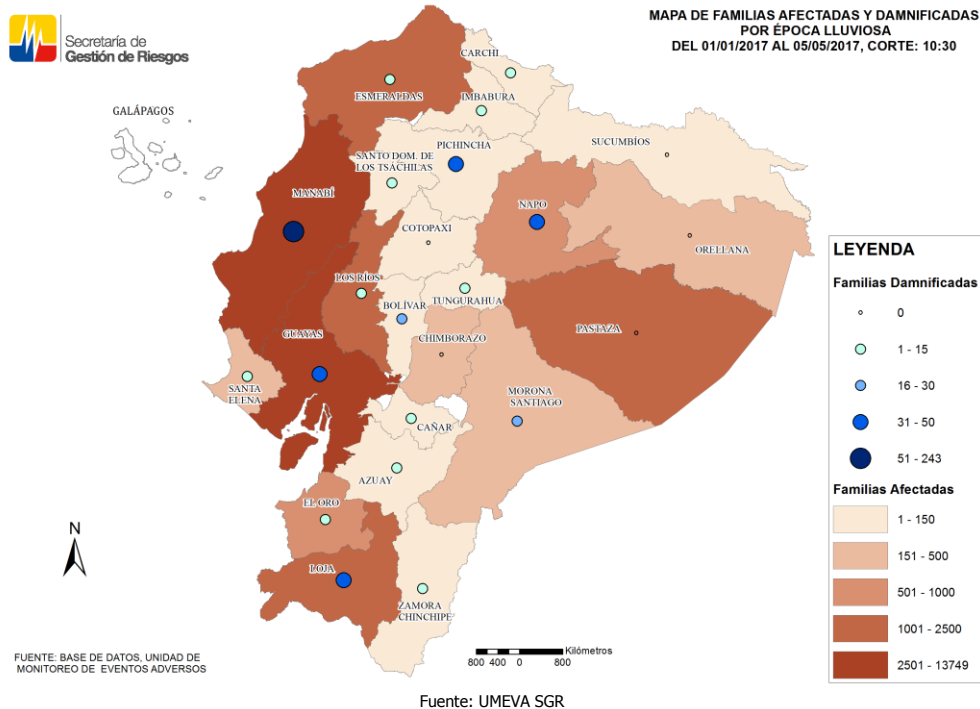 Secretaría de
Gestión de Riesgos
MAPA DE FAMILIAS AFECTADAS Y DAMNIFICADAS
POR ÉPOCA LLUVIOSA
DEL 01/01/2017 AL 05/05/2017, CORTE: 10:30
GALÁPAGOS
CARCHI
ESMERALDAS
IMBABURA
SUCUMBÍOS
PICHINCHA
SANTO DOM. DE
LOS TSACHILAS
MANABÍ
NAPO
COTOPAXI
ORELLANA
LOS RÍOS
BOLÍVAR
TUNGURAHUA
PASTAZA
GUAYAS
CHIMBORAZO
SANTA
ELENA
MORONA
SANTIAGO
CAÑAR
AZUAY
EL ORO
LOJA
ZAMORA
CHINCHIPE
LEYENDA
Familias Damnificadas
0
1 - 15
16 - 30
31 - 50
51 - 243
Familias Afectadas
1 - 150
151 - 500
501 - 1000
1001 - 2500
2501 - 13749
N
Kilómetros
800 400 0 800
FUENTE: BASE DE DATOS, UNIDAD DE
MONITOREO DE EVENTOS ADVERSOS
Fuente: UMEVA SGR